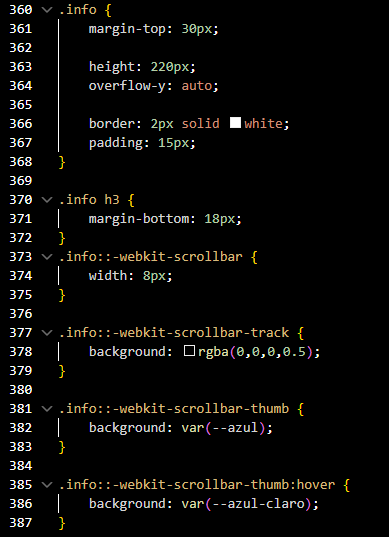 360 .info {
361 margin-top: 30px;
362
363 height: 220px;
364 overflow-y: auto;
365
366 border: 2px solid white;
367 padding: 15px;
368 }
369
370 .info h3 {
371 margin-bottom: 18px;
372 }
373 .info::-webkit-scrollbar {
374 width: 8px;
375 }
376
377 .info::-webkit-scrollbar-track {
378 background: rgba(0,0,0,0.5);
379 }
380
381 .info::-webkit-scrollbar-thumb {
382 background: var(--azul);
383 }
384
385 .info::-webkit-scrollbar-thumb:hover {
386 background: var(--azul-claro);
387 }